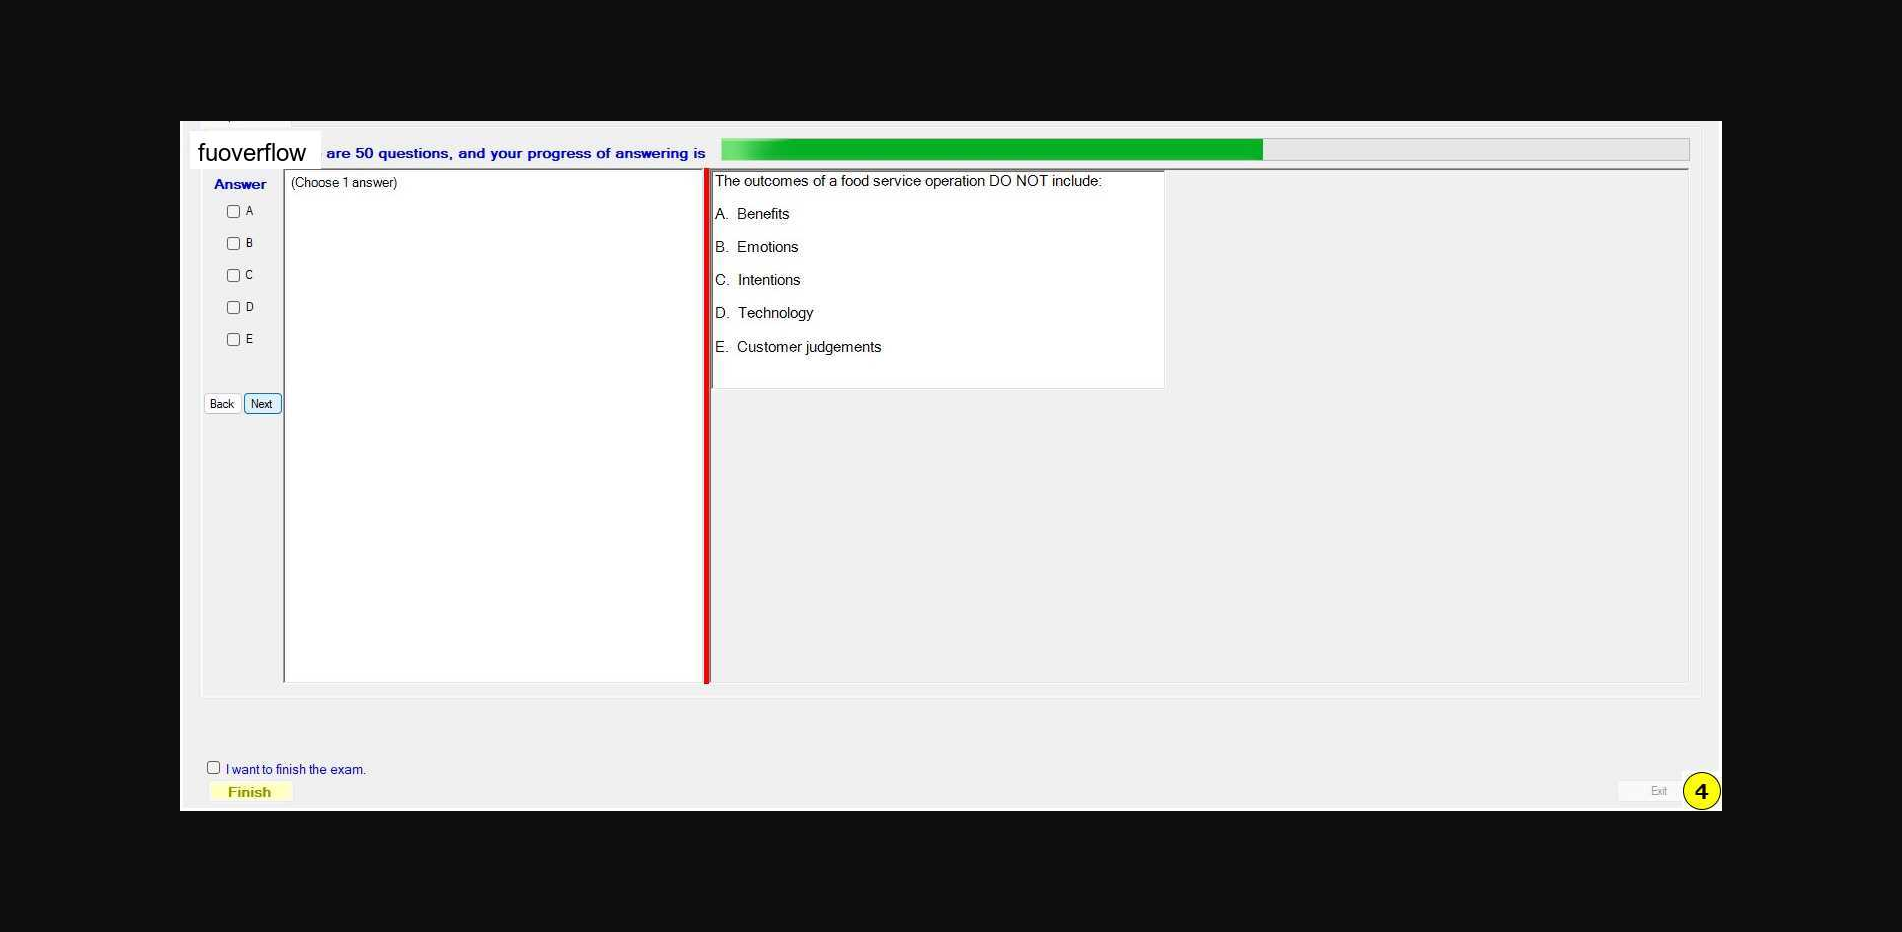 fuoverflow are 50 questions, and your progress of answering is
Answer
A
B
C
D
E
Back Next
(Choose 1 answer)
The outcomes of a food service operation DO NOT include:
A. Benefits
B. Emotions
C. Intentions
D. Technology
E. Customer judgements
I want to finish the exam.
Finish
Exit
4